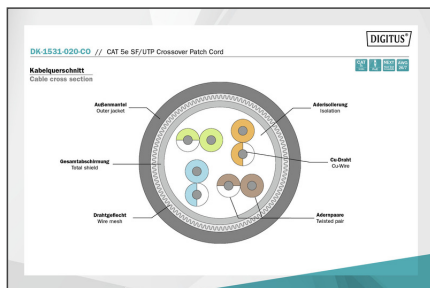 DIGITUS®
DK-1531-020-CO // CAT 5e SF/UTP Crossover Patch Cord
Kabelquerschnitt
Cable cross section
Außenmantel
Outer jacket
Aderisolierung
Isolation
Gesamtabschirmung
Total shield
Cu-Draht
Cu-Wire
Drahtgeflecht
Wire mesh
Adernpaare
Twisted pair